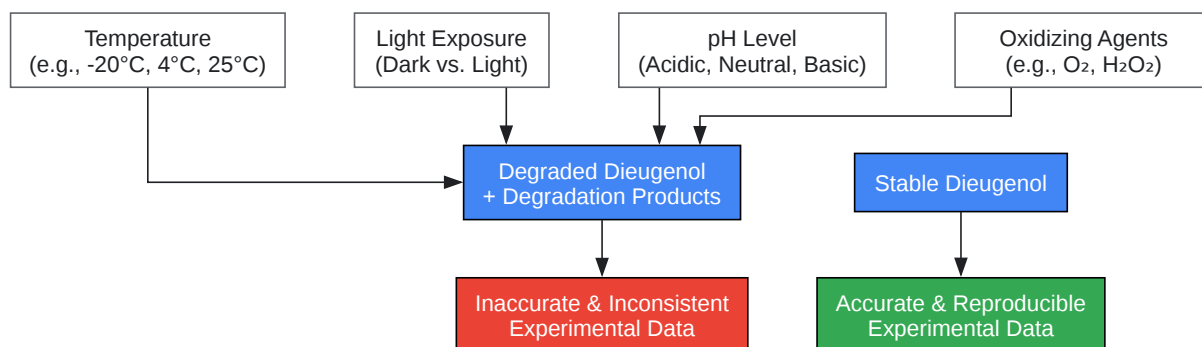 Temperature
(e.g., -20°C, 4°C, 25°C)
Light Exposure
(Dark vs. Light)
pH Level
(Acidic, Neutral, Basic)
Oxidizing Agents
(e.g., O₂, H₂O₂)
Degraded Dieugenol
+ Degradation Products
Stable Dieugenol
Inaccurate & Inconsistent
Experimental Data
Accurate & Reproducible
Experimental Data